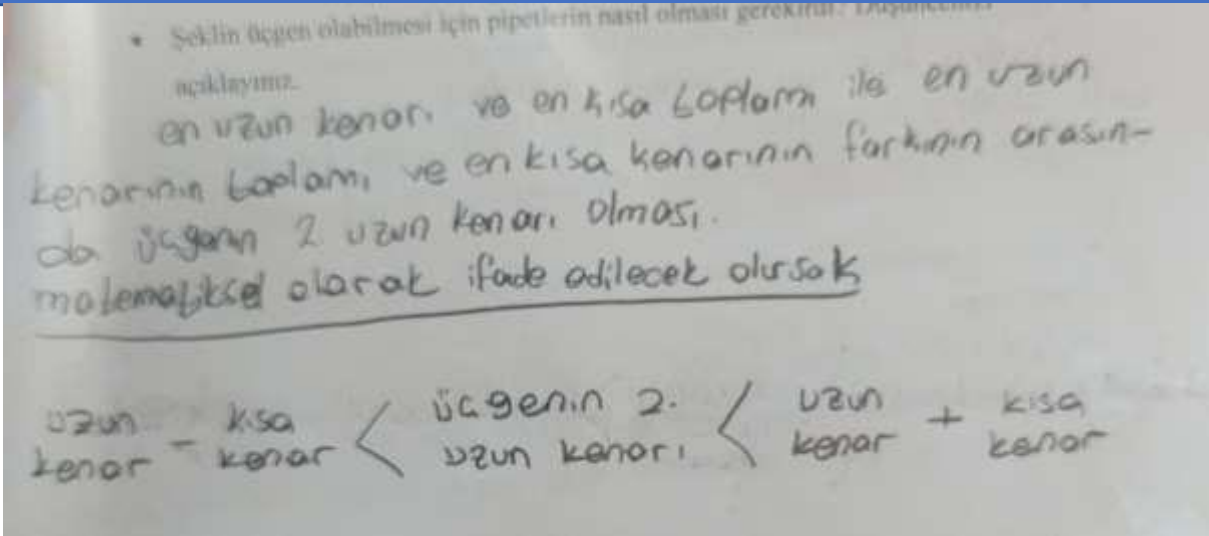 • Şeklin üçgen olabilmesi için pipetlerin nasıl olması gerekirdi? Düşüncenizi
açıklayınız.
en uzun kenarı ve en kısa toplamı ile en uzun
kenarının toplamı ve en kısa kenarının farkının arasın-
da üçgenin 2. uzun kenarı olması.
matematiksel olarak ifade edilecek olursak
uzun kenar - kısa kenar < üçgenin 2. uzun kenarı < uzun kenar + kısa kenar